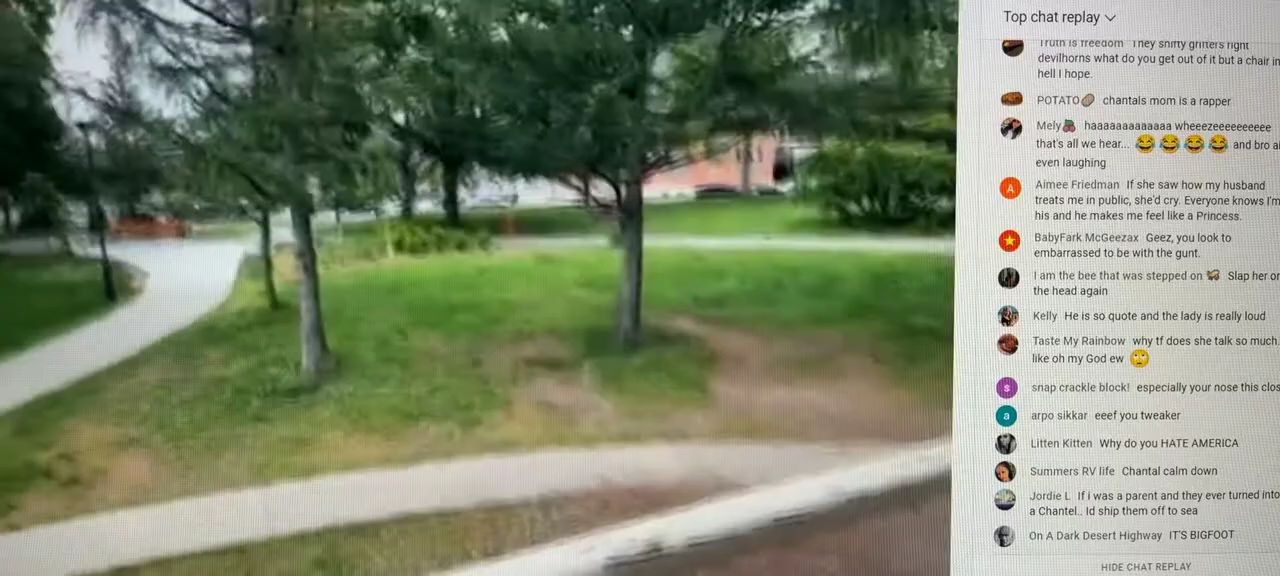 Top chat replay
Truth is freedom They shifty grifters right
devilhorns what do you get out of it but a chair in
hell I hope.
POTATO🥔 chantals mom is a rapper
Mely🍒 haaaaaaaaaaaaa wheeezeeeeeeeeee
that's all we hear... 😂😂😂😂 and bro ai
even laughing
Aimee Friedman If she saw how my husband
treats me in public, she'd cry. Everyone knows I'm
his and he makes me feel like a Princess.
BabyFark McGeezax Geez, you look to
embarrassed to be with the gunt.
I am the bee that was stepped on Slap her on
the head again
Kelly He is so quote and the lady is really loud
Taste My Rainbow why tf does she talk so much.
like oh my God ew 🙄
snap crackle block! especially your nose this clos
arpo sikkar eeef you tweaker
Litten Kitten Why do you HATE AMERICA
Summers RV life Chantal calm down
Jordie L If i was a parent and they ever turned into
a Chantel.. Id ship them off to sea
On A Dark Desert Highway IT'S BIGFOOT
HIDE CHAT REPLAY